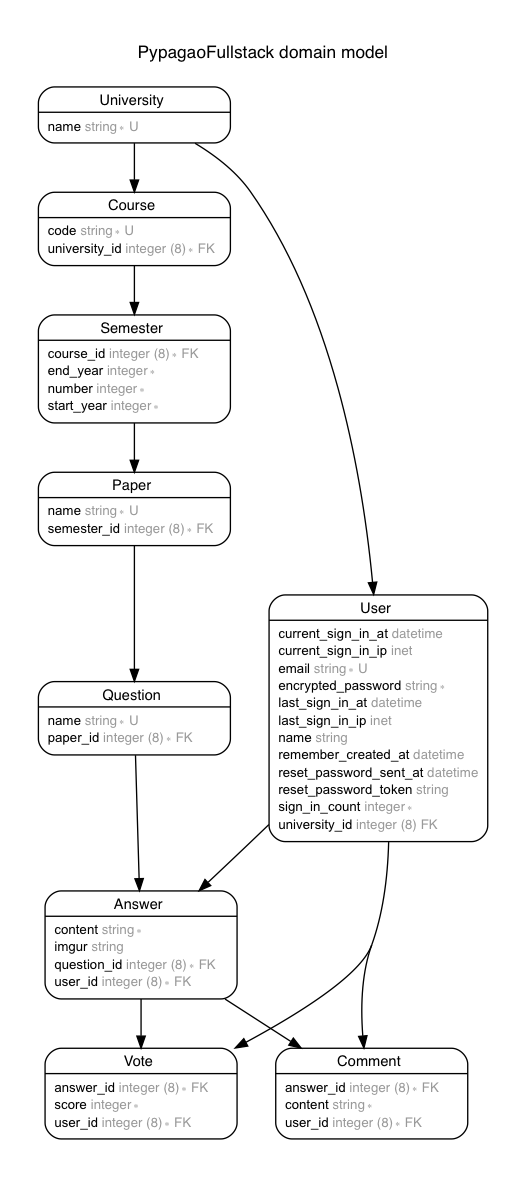 PypagaoFullstack domain model
University
name string ∗ U
Course
code string ∗ U
university_id integer (8) ∗ FK
Semester
course_id integer (8) ∗ FK
end_year integer ∗
number integer ∗
start_year integer ∗
Paper
name string ∗ U
semester_id integer (8) ∗ FK
User
current_sign_in_at datetime
current_sign_in_ip inet
email string ∗ U
encrypted_password string ∗
last_sign_in_at datetime
last_sign_in_ip inet
name string
remember_created_at datetime
reset_password_sent_at datetime
reset_password_token string
sign_in_count integer ∗
university_id integer (8) FK
Question
name string ∗ U
paper_id integer (8) ∗ FK
Answer
content string ∗
imgur string
question_id integer (8) ∗ FK
user_id integer (8) ∗ FK
Vote
answer_id integer (8) ∗ FK
score integer ∗
user_id integer (8) ∗ FK
Comment
answer_id integer (8) ∗ FK
content string ∗
user_id integer (8) ∗ FK